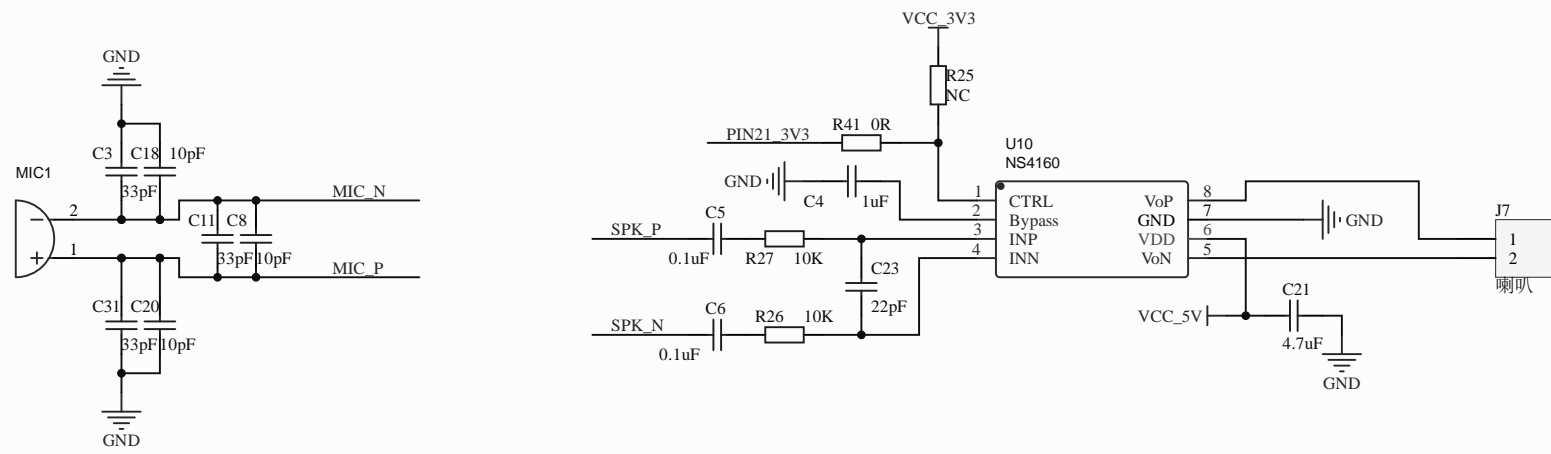 GND
C3
C18
10pF
33pF
MIC1
2
MIC_N
C11
C8
33pF
10pF
1
MIC_P
C31
C20
33pF
10pF
GND
VCC_3V3
R25
NC
PIN21_3V3
R41
0R
GND
C4
1uF
SPK_P
C5
0.1uF
R27
10K
C23
22pF
SPK_N
C6
0.1uF
R26
10K
U10
NS4160
1
CTRL
2
Bypass
3
INP
4
INN
VoP
8
GND
7
VDD
6
VoN
5
GND
VCC_5V
C21
4.7uF
GND
J7
1
2
喇叭